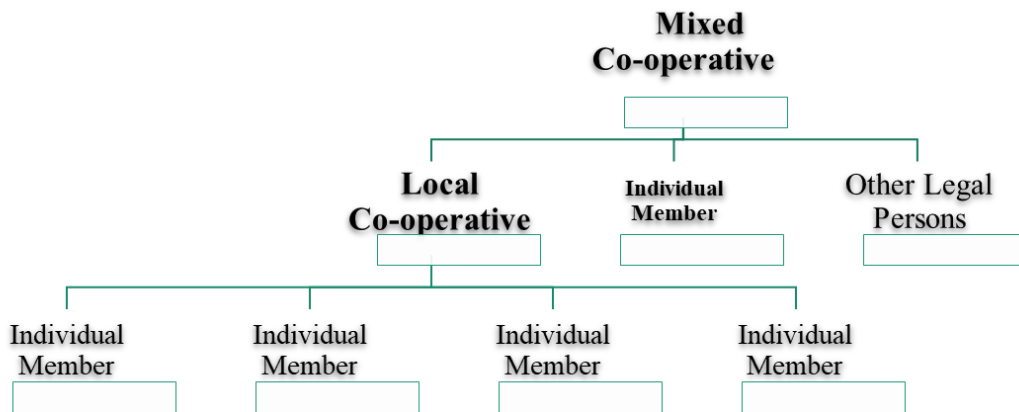 Mixed
Co-operative
Local
Co-operative
Individual
Member
Other Legal
Persons
Individual
Member
Individual
Member
Individual
Member
Individual
Member